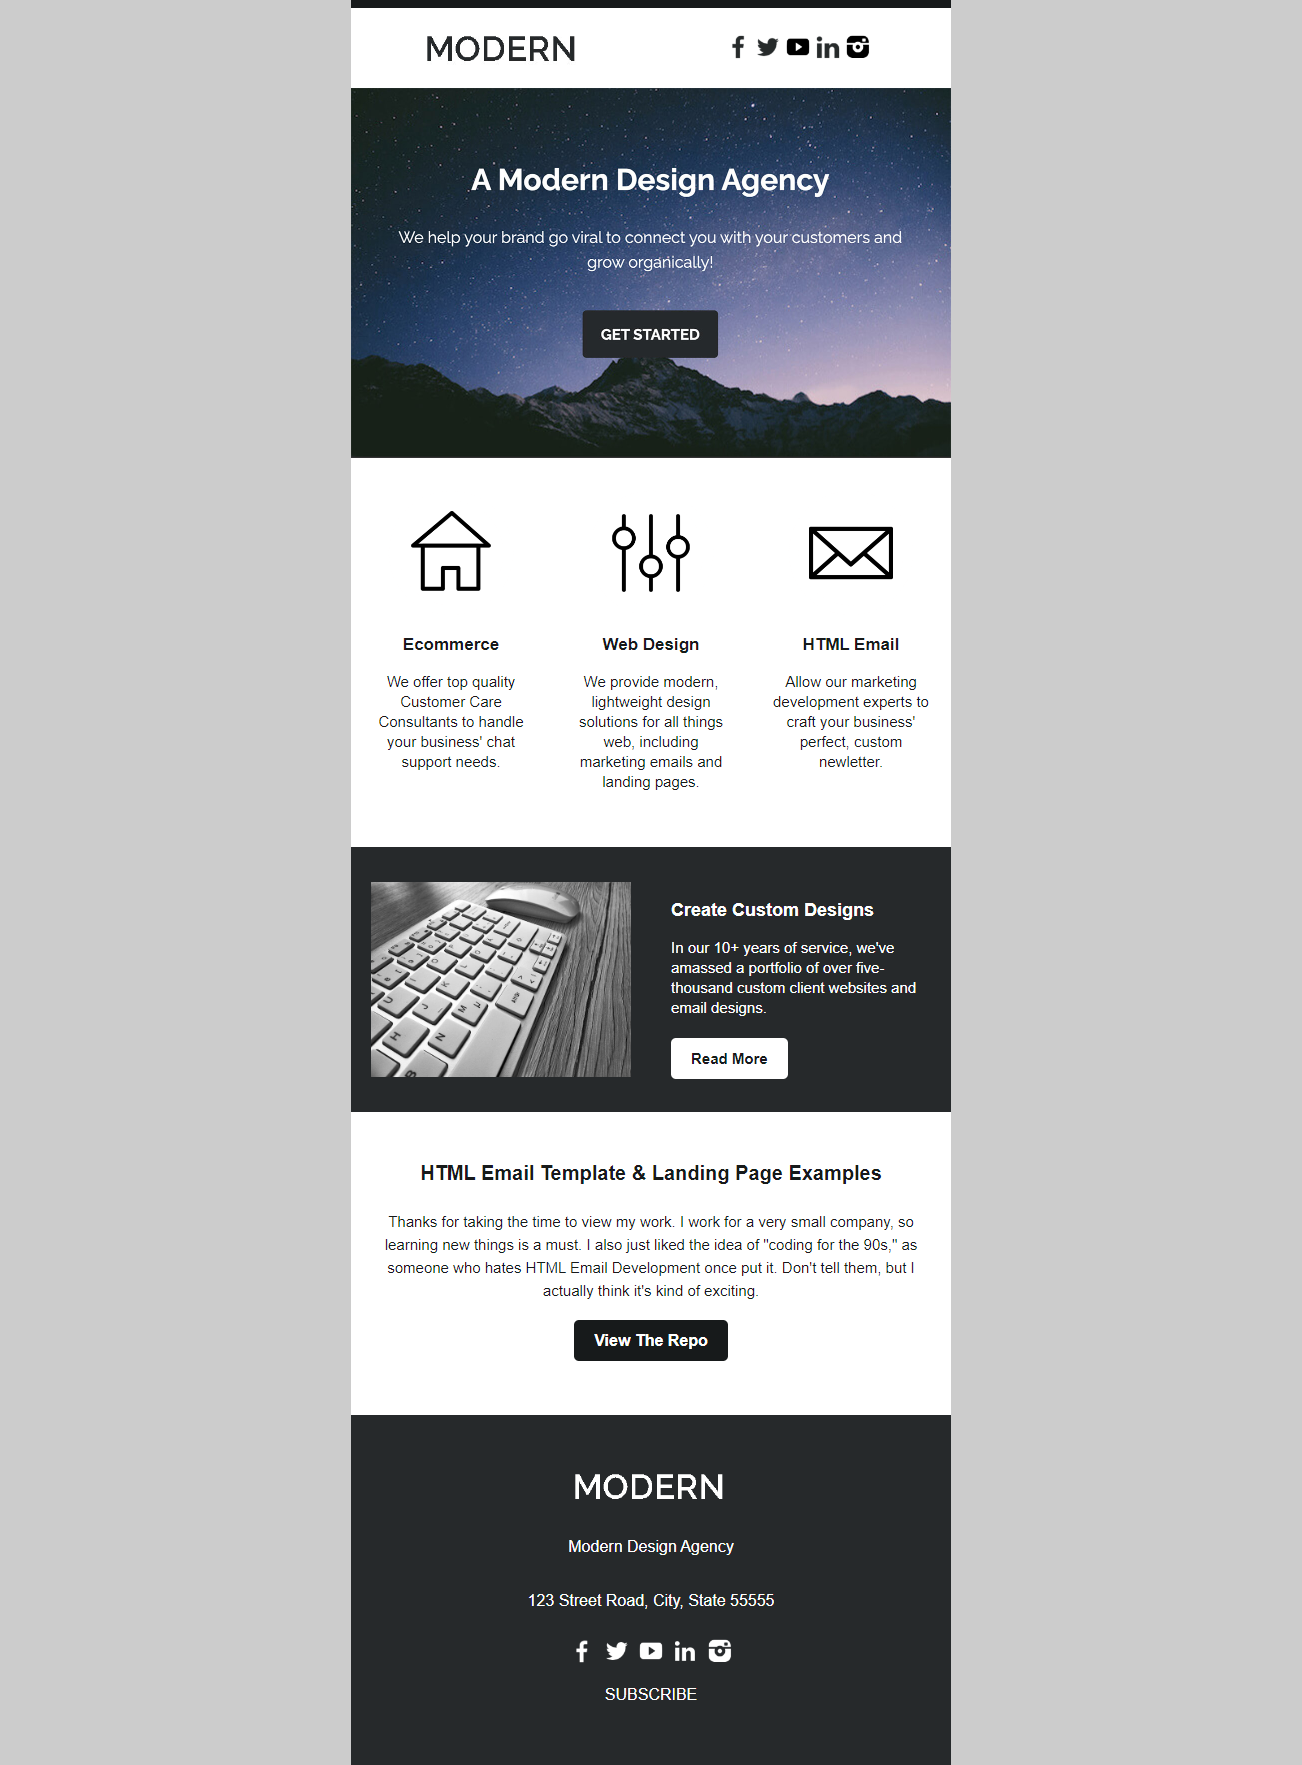 MODERN
A Modern Design Agency
We help your brand go viral to connect you with your customers and
grow organically!
GET STARTED
Ecommerce
We offer top quality
Customer Care
Consultants to handle
your business' chat
support needs.
Web Design
We provide modern,
lightweight design
solutions for all things
web, including
marketing emails and
landing pages.
HTML Email
Allow our marketing
development experts to
craft your business'
perfect, custom
newletter.
Create Custom Designs
In our 10+ years of service, we've
amassed a portfolio of over five-
thousand custom client websites and
email designs.
Read More
HTML Email Template & Landing Page Examples
Thanks for taking the time to view my work. I work for a very small company, so
learning new things is a must. I also just liked the idea of "coding for the 90s," as
someone who hates HTML Email Development once put it. Don't tell them, but I
actually think it's kind of exciting.
View The Repo
MODERN
Modern Design Agency
123 Street Road, City, State 55555
SUBSCRIBE